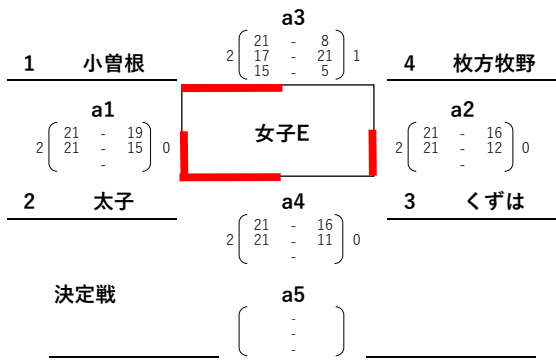 a3
21 - 8
2 17 - 21 1
15 - 5
1 小曽根
4 枚方牧野
a1
21 - 19
2 21 - 15 0
-
女子E
a2
21 - 16
2 21 - 12 0
-
2 太子
3 くずは
a4
21 - 16
2 21 - 11 0
-
決定戦
a5
-
-
-